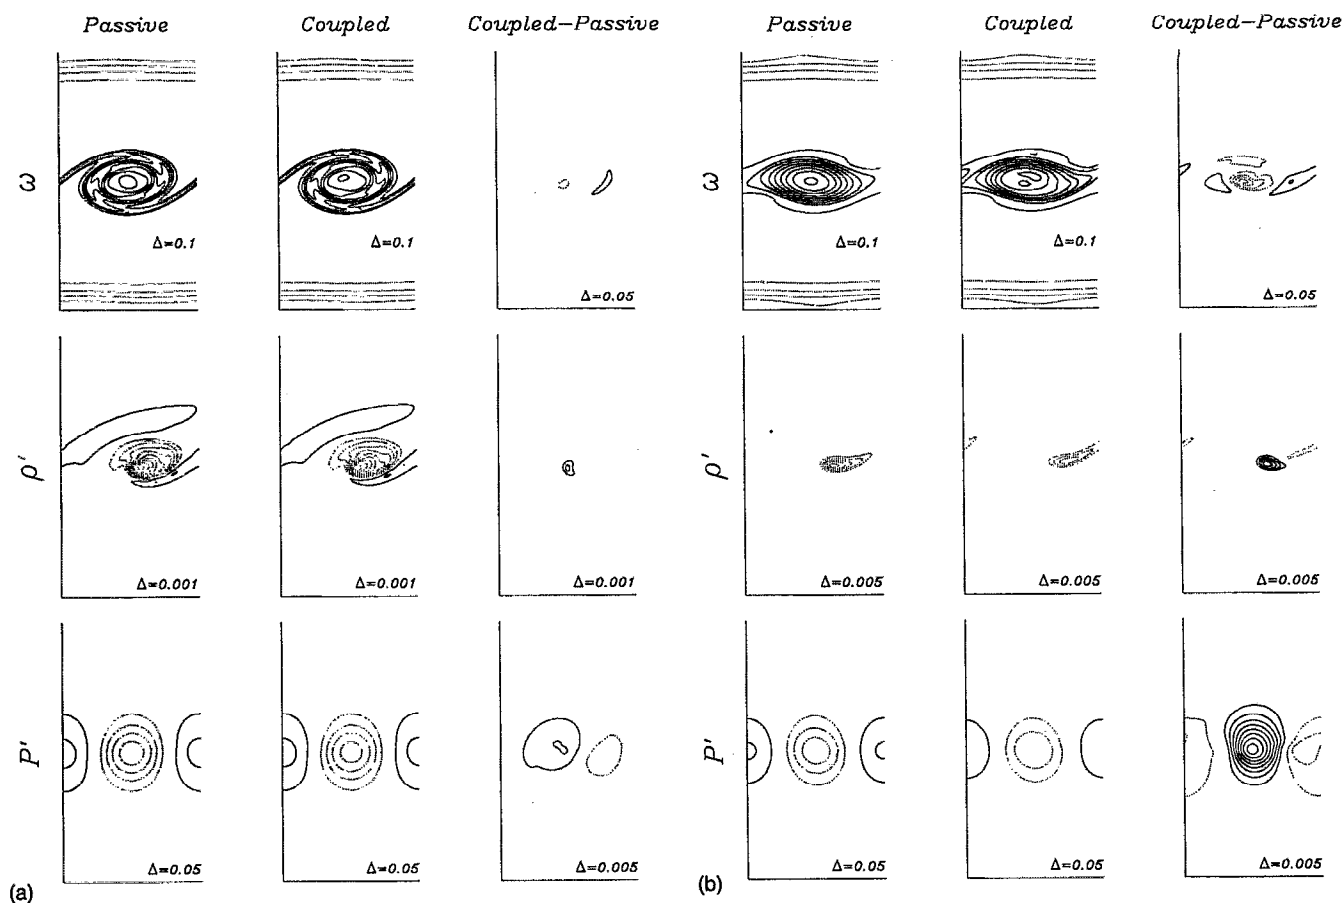 Passive Coupled Coupled-Passive Passive Coupled Coupled-Passive
ω Δ=0.1 Δ=0.1 Δ=0.05 ω Δ=0.1 Δ=0.1 Δ=0.05
ρ' Δ=0.001 Δ=0.001 Δ=0.001 ρ' Δ=0.005 Δ=0.005 Δ=0.005
P' Δ=0.05 Δ=0.05 Δ=0.005 P' Δ=0.05 Δ=0.05 Δ=0.005
(a) (b)